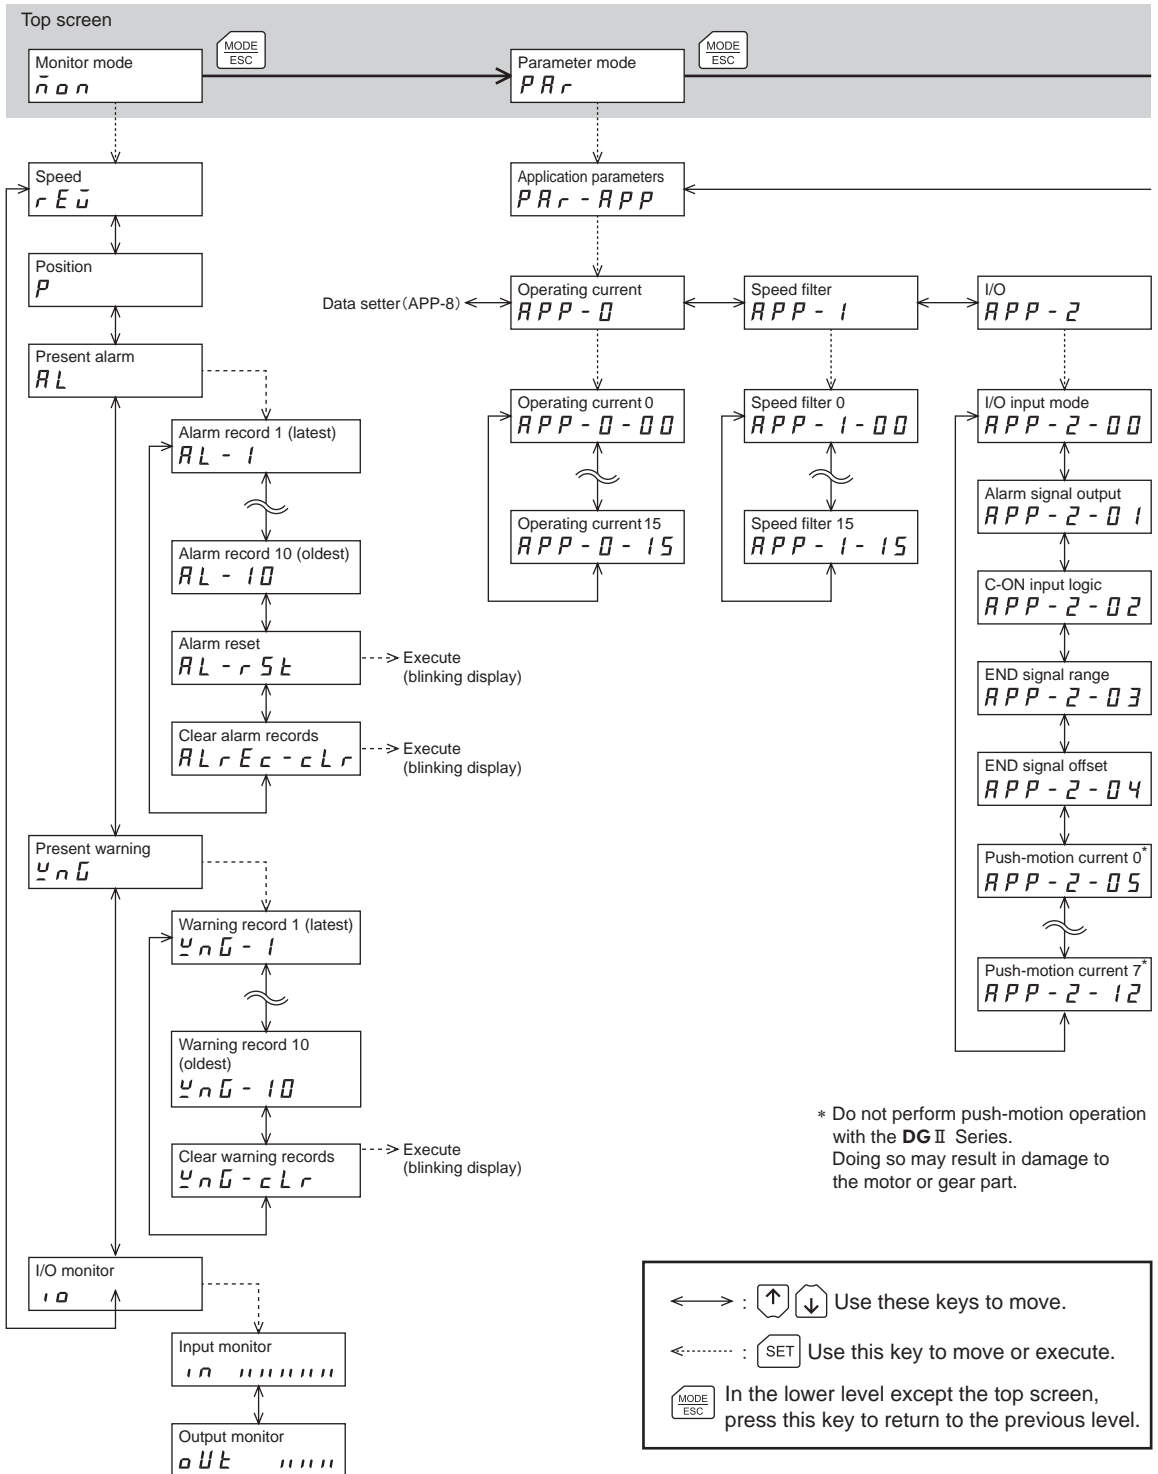 Top screen
MODE
ESC
MODE
ESC
Monitor mode
Mon
Parameter mode
PAr
Speed
rEV
Application parameters
PAr-APP
Position
P
Data setter（APP-8）
Operating current
APP-0
Speed filter
APP-1
I/O
APP-2
Present alarm
AL
Operating current 0
APP-0-00
Speed filter 0
APP-1-00
I/O input mode
APP-2-00
Alarm record 1 (latest)
AL-1
Alarm signal output
APP-2-01
Operating current 15
APP-0-15
Speed filter 15
APP-1-15
Alarm record 10 (oldest)
AL-10
C-ON input logic
APP-2-02
Alarm reset
AL-rSt
Execute
(blinking display)
END signal range
APP-2-03
Clear alarm records
ALrEc-cLr
Execute
(blinking display)
END signal offset
APP-2-04
Present warning
WnG
Push-motion current 0*
APP-2-05
Warning record 1 (latest)
WnG-1
Push-motion current 7*
APP-2-12
Warning record 10
(oldest)
WnG-10
Clear warning records
WnG-cLr
Execute
(blinking display)
* Do not perform push-motion operation
with the DGⅡ Series.
Doing so may result in damage to
the motor or gear part.
I/O monitor
io
Input monitor
in
Output monitor
oUt
: ↑ ↓ Use these keys to move.
: SET Use this key to move or execute.
MODE
ESC
In the lower level except the top screen,
press this key to return to the previous level.